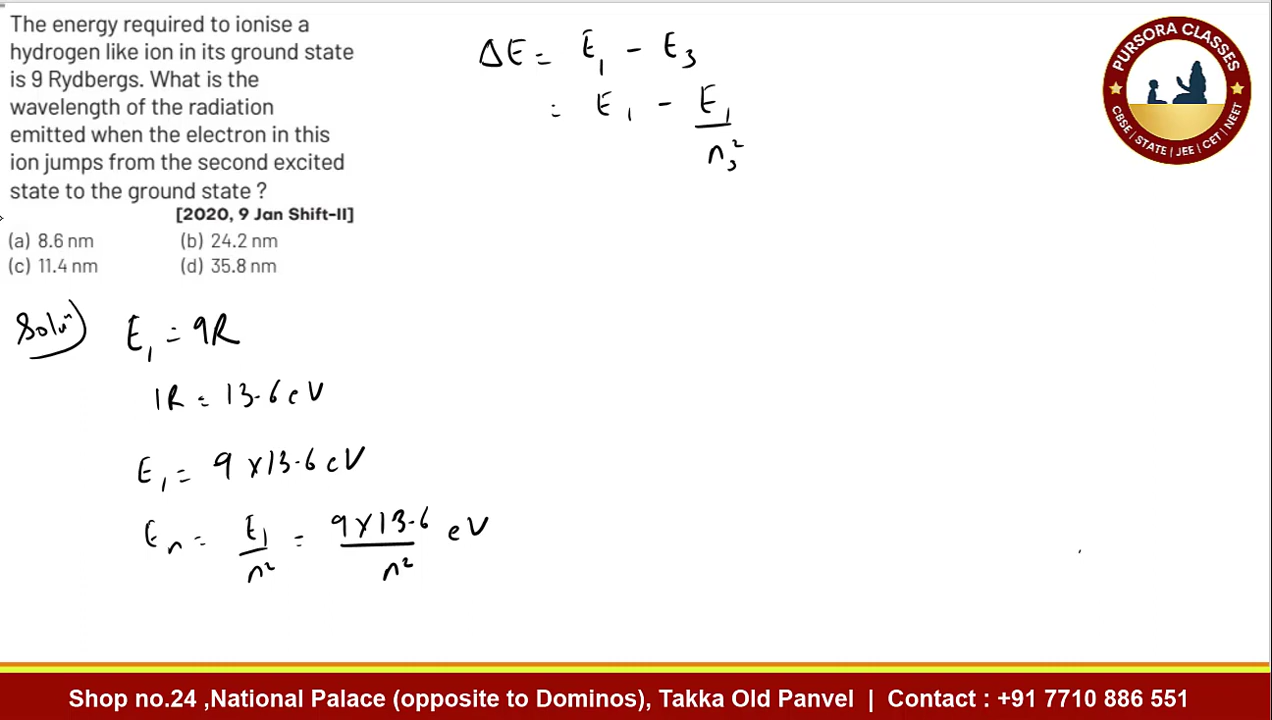 The energy required to ionise a
hydrogen like ion in its ground state
is 9 Rydbergs. What is the
wavelength of the radiation
emitted when the electron in this
ion jumps from the second excited
state to the ground state ?
[2020, 9 Jan Shift-II]
(a) 8.6 nm (b) 24.2 nm
(c) 11.4 nm (d) 35.8 nm
Soluⁿ) E₁ = 9R
1R = 13.6 eV
E₁ = 9 × 13.6 eV
Eₙ = E₁/n² = 9×13.6/n² eV
ΔE = E₁ - E₃
= E₁ - E₁/n₃²
PURSORA CLASSES
CBSE | STATE | JEE | CET | NEET
Shop no.24 ,National Palace (opposite to Dominos), Takka Old Panvel | Contact : +91 7710 886 551